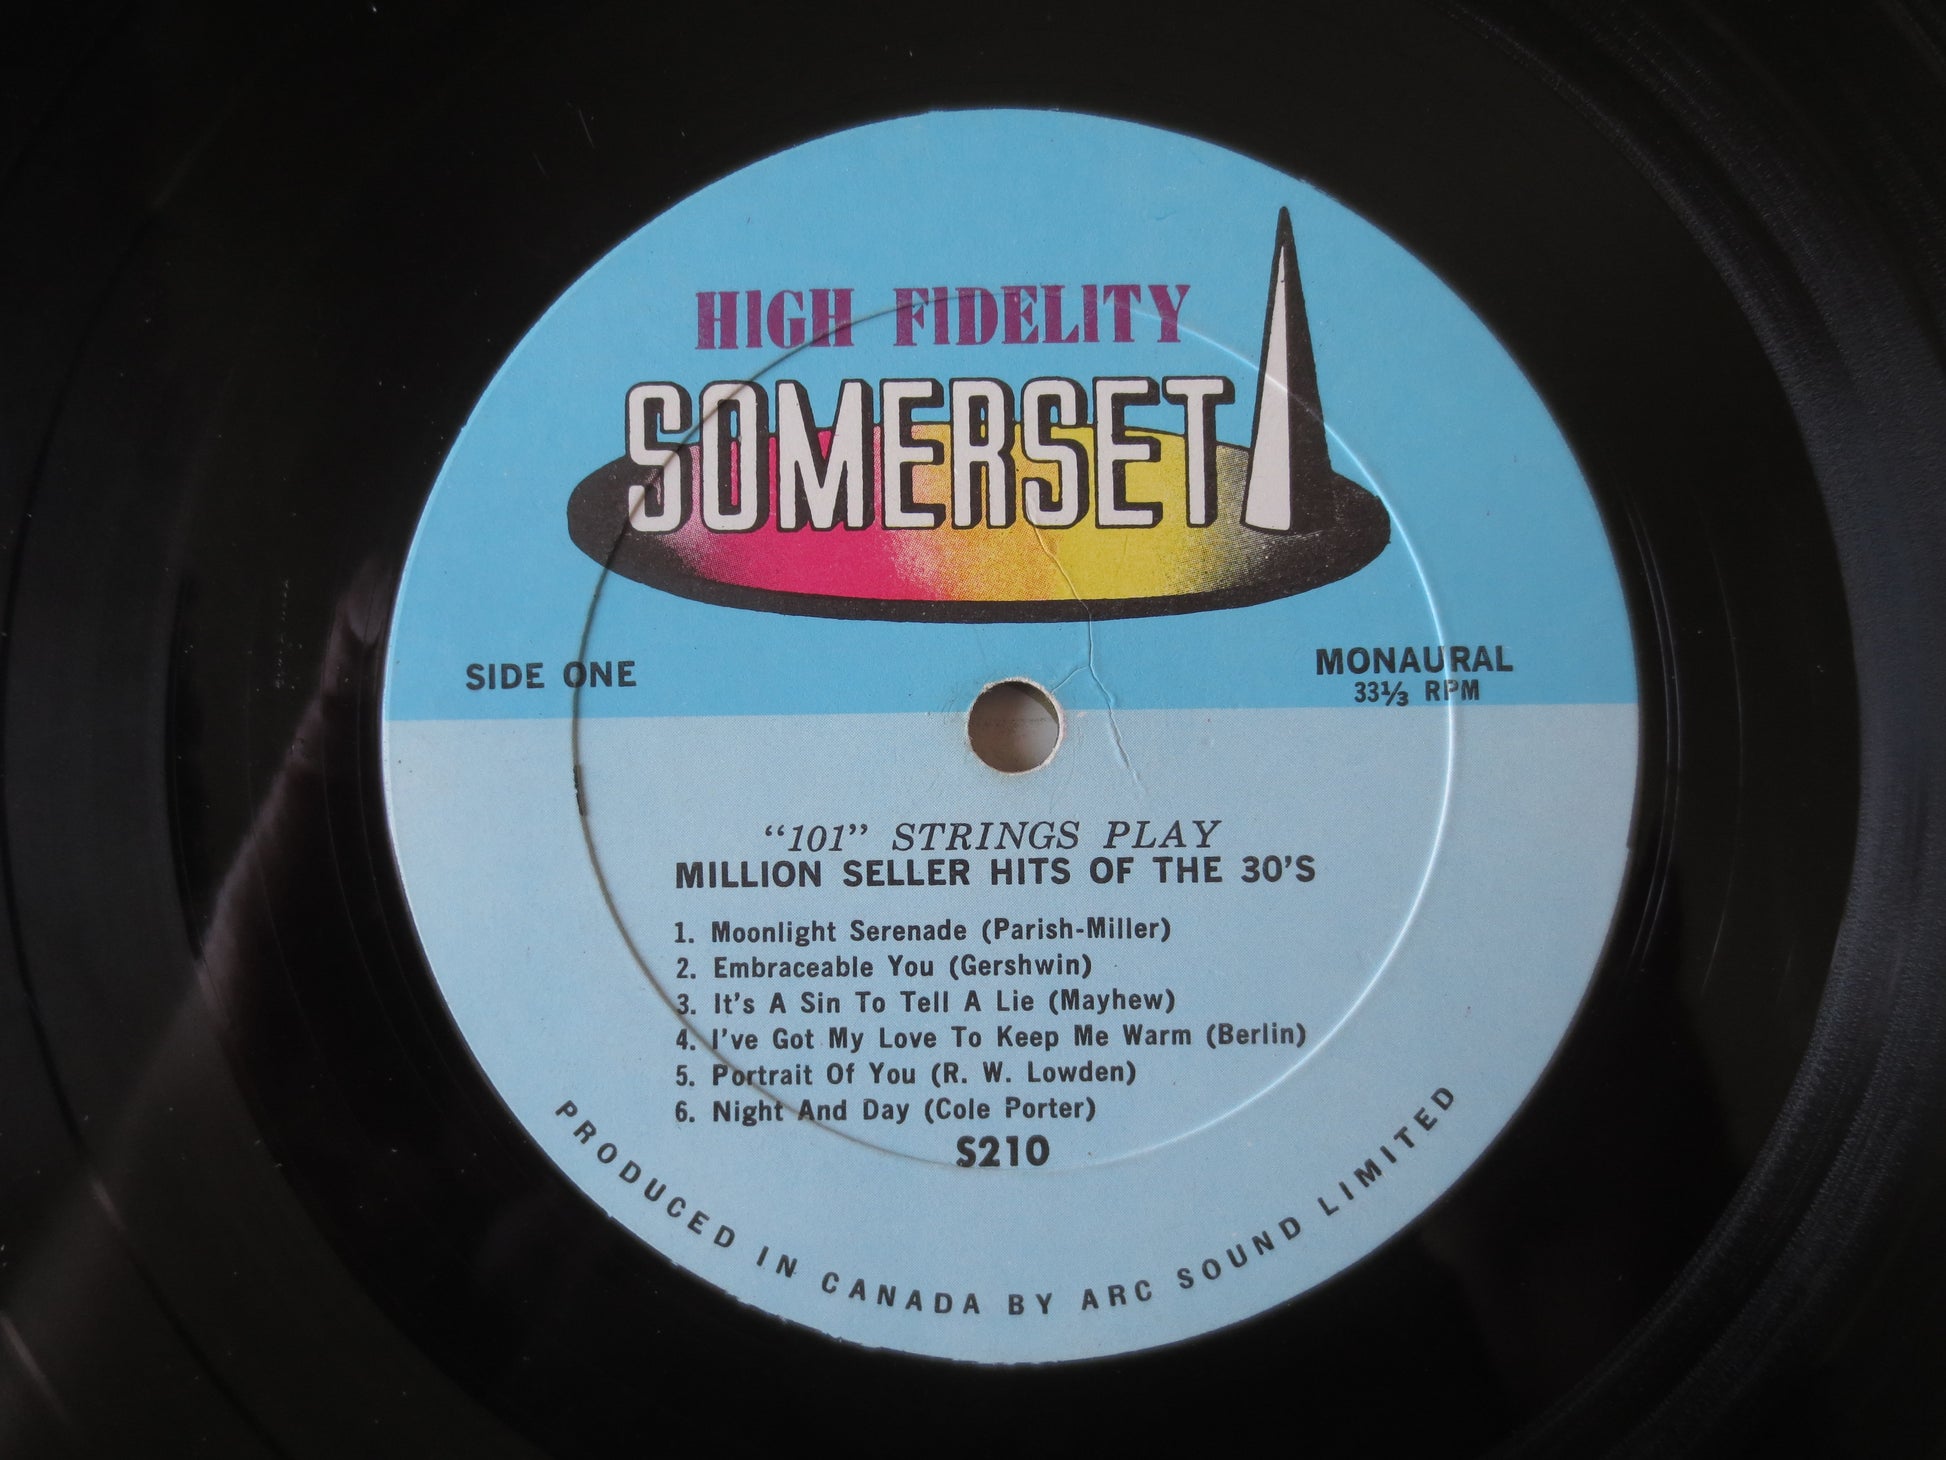 HIGH FIDELITY
SOMERSET
SIDE ONE
MONAURAL
33⅓ RPM
“101” STRINGS PLAY
MILLION SELLER HITS OF THE 30'S
1. Moonlight Serenade (Parish-Miller)
2. Embraceable You (Gershwin)
3. It's A Sin To Tell A Lie (Mayhew)
4. I've Got My Love To Keep Me Warm (Berlin)
5. Portrait Of You (R. W. Lowden)
6. Night And Day (Cole Porter)
S210
PRODUCED IN CANADA BY ARC SOUND LIMITED